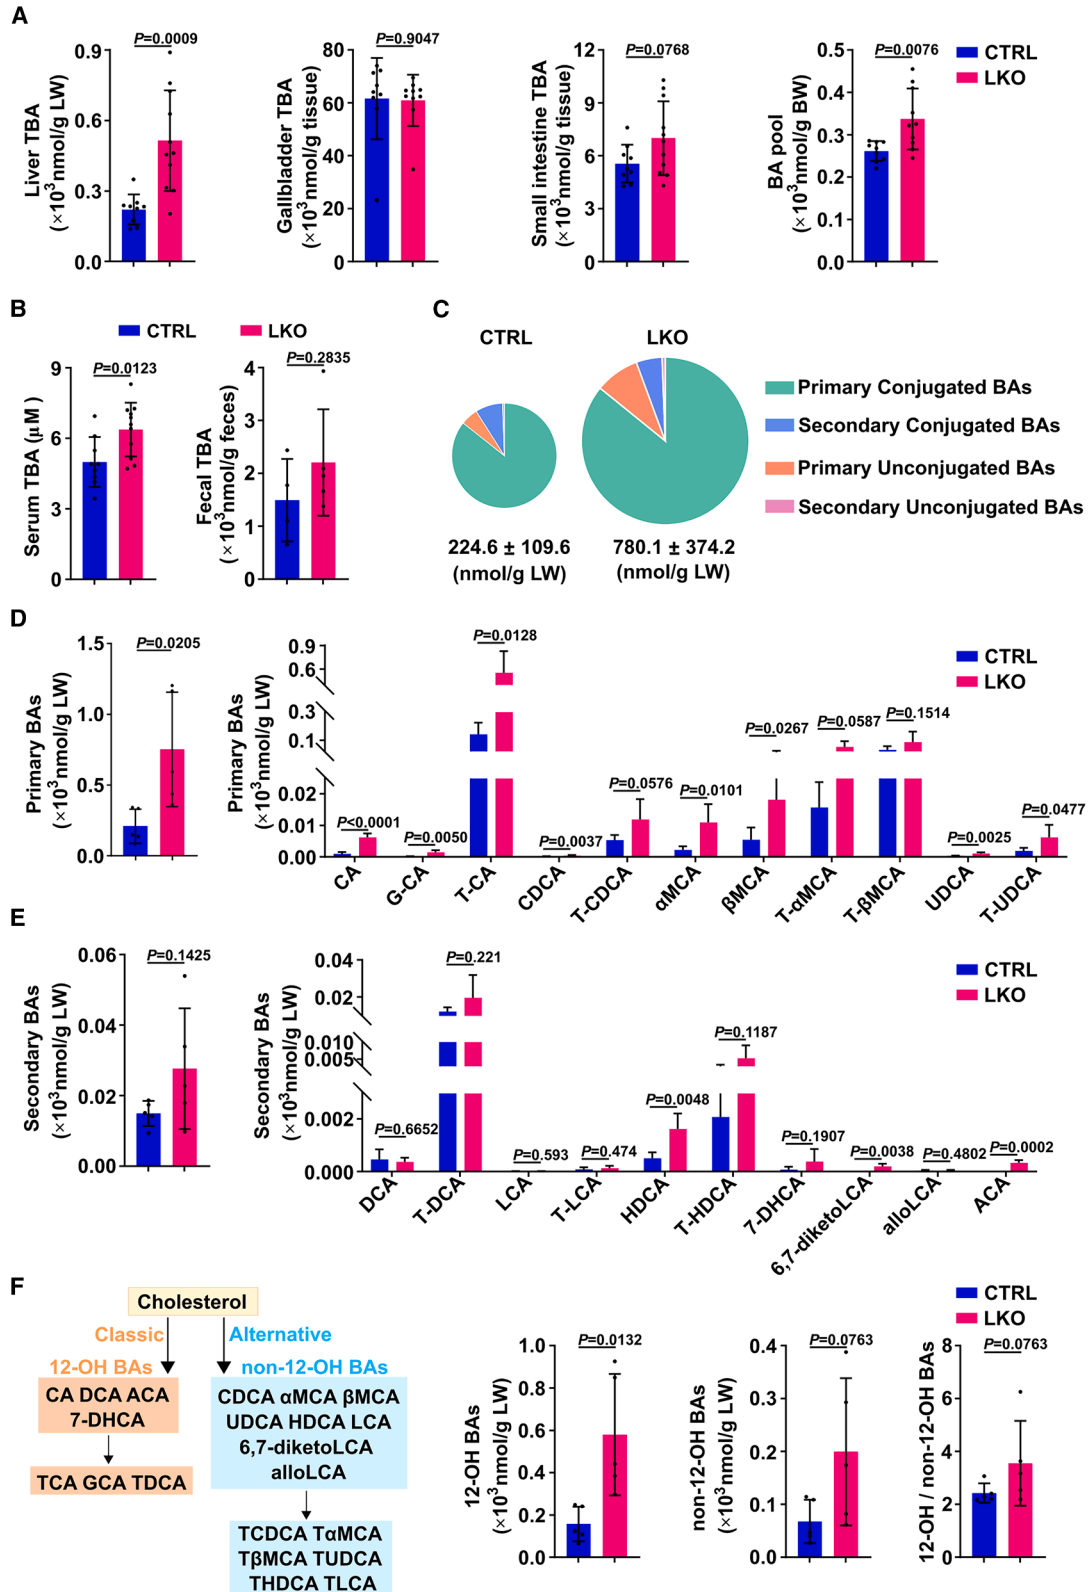 A
P=0.0009
0.9
0.6
0.3
0.0
Liver TBA
(×10³nmol/g LW)
P=0.9047
80
60
40
20
0
Gallbladder TBA
(×10³nmol/g tissue)
P=0.0768
12
9
6
3
0
Small intestine TBA
(×10³nmol/g tissue)
P=0.0076
0.5
0.4
0.3
0.2
0.1
0.0
BA pool
(×10³nmol/g BW)
CTRL
LKO
B
CTRL
LKO
P=0.0123
9
6
3
0
Serum TBA (μM)
P=0.2835
4
3
2
1
0
Fecal TBA
(×10³nmol/g feces)
C
CTRL
LKO
224.6 ± 109.6
(nmol/g LW)
780.1 ± 374.2
(nmol/g LW)
Primary Conjugated BAs
Secondary Conjugated BAs
Primary Unconjugated BAs
Secondary Unconjugated BAs
D
P=0.0205
1.5
1.0
0.5
0.0
Primary BAs
(×10³nmol/g LW)
0.9
0.6
0.3
0.1
0.02
0.01
0.00
Primary BAs
(×10³nmol/g LW)
P<0.0001
P=0.0050
P=0.0128
P=0.0037
P=0.0576
P=0.0101
P=0.0267
P=0.0587
P=0.1514
P=0.0025
P=0.0477
CA
G-CA
T-CA
CDCA
T-CDCA
αMCA
βMCA
T-αMCA
T-βMCA
UDCA
T-UDCA
CTRL
LKO
E
P=0.1425
0.06
0.04
0.02
0.00
Secondary BAs
(×10³nmol/g LW)
0.04
0.02
0.010
0.005
0.002
0.000
Secondary BAs
(×10³nmol/g LW)
P=0.6652
P=0.221
P=0.593
P=0.474
P=0.0048
P=0.1187
P=0.1907
P=0.0038
P=0.4802
P=0.0002
DCA
T-DCA
LCA
T-LCA
HDCA
T-HDCA
7-DHCA
6,7-diketoLCA
alloLCA
ACA
CTRL
LKO
F
Cholesterol
Classic
Alternative
12-OH BAs
non-12-OH BAs
CA DCA ACA
7-DHCA
TCA GCA TDCA
CDCA αMCA βMCA
UDCA HDCA LCA
6,7-diketoLCA
alloLCA
TCDCA TαMCA
TβMCA TUDCA
THDCA TLCA
P=0.0132
1.0
0.8
0.6
0.4
0.2
0.0
12-OH BAs
(×10³nmol/g LW)
P=0.0763
0.4
0.3
0.2
0.1
0.0
non-12-OH BAs
(×10³nmol/g LW)
CTRL
LKO
P=0.0763
8
6
4
2
0
12-OH / non-12-OH BAs